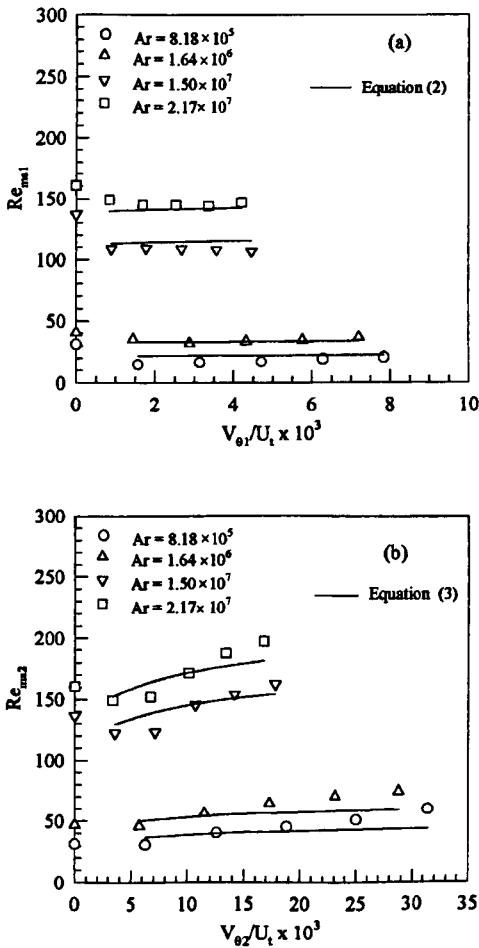 300
250
200
150
100
50
0
Re_ms1
○ Ar = 8.18 × 10^5
△ Ar = 1.64 × 10^6
▽ Ar = 1.50 × 10^7
□ Ar = 2.17 × 10^7
(a)
Equation (2)
0 2 4 6 8 10
V_θ1/U_t x 10^3
300
250
200
150
100
50
0
Re_ms2
○ Ar = 8.18 × 10^5
△ Ar = 1.64 × 10^6
▽ Ar = 1.50 × 10^7
□ Ar = 2.17 × 10^7
(b)
Equation (3)
0 5 10 15 20 25 30 35
V_θ2/U_t x 10^3